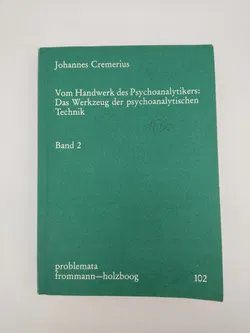 Johannes Cremerius
Vom Handwerk des Psychoanalytikers:
Das Werkzeug der psychoanalytischen
Technik
Band 2
problemata
frommann—holzboog
102